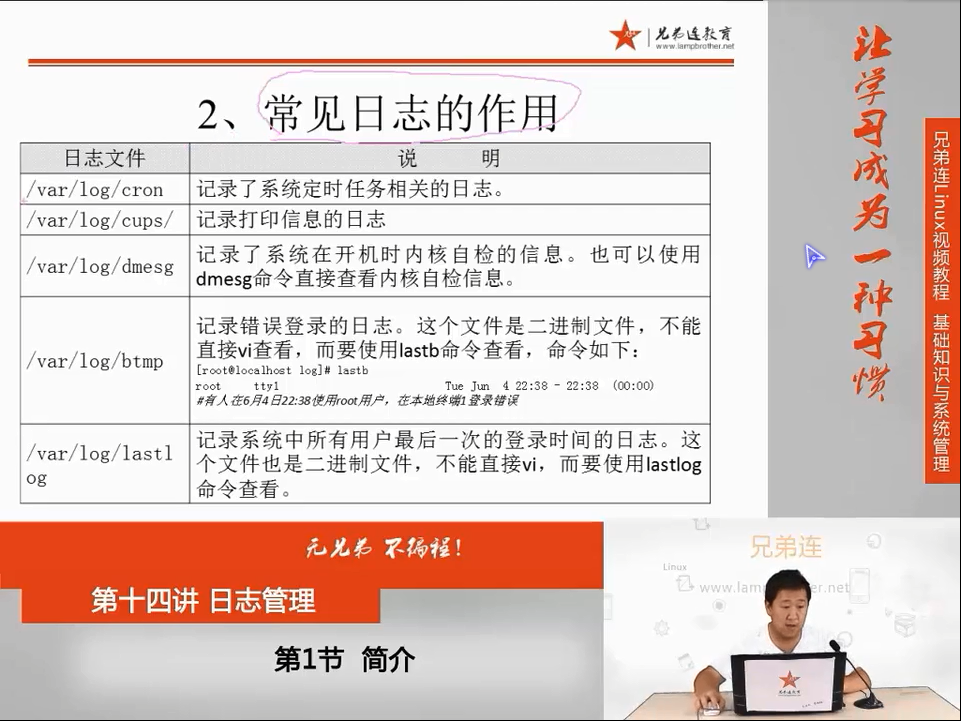 兄弟连教育
www.lampbrother.net
2、常见日志的作用
日志文件 说 明
/var/log/cron 记录了系统定时任务相关的日志。
/var/log/cups/ 记录打印信息的日志
/var/log/dmesg 记录了系统在开机时内核自检的信息。也可以使用
dmesg命令直接查看内核自检信息。
/var/log/btmp 记录错误登录的日志。这个文件是二进制文件，不能
直接vi查看，而要使用lastb命令查看，命令如下：
[root@localhost log]# lastb
root tty1 Tue Jun 4 22:38 - 22:38 (00:00)
#有人在6月4日22:38使用root用户，在本地终端1登录错误
/var/log/lastl
og
记录系统中所有用户最后一次的登录时间的日志。这
个文件也是二进制文件，不能直接vi，而要使用lastlog
命令查看。
让学习成为一种习惯
兄弟连Linux视频教程 基础知识与系统管理
无兄弟 不编程！
第十四讲 日志管理
第1节 简介
兄弟连
Linux
www.lampbrother.net